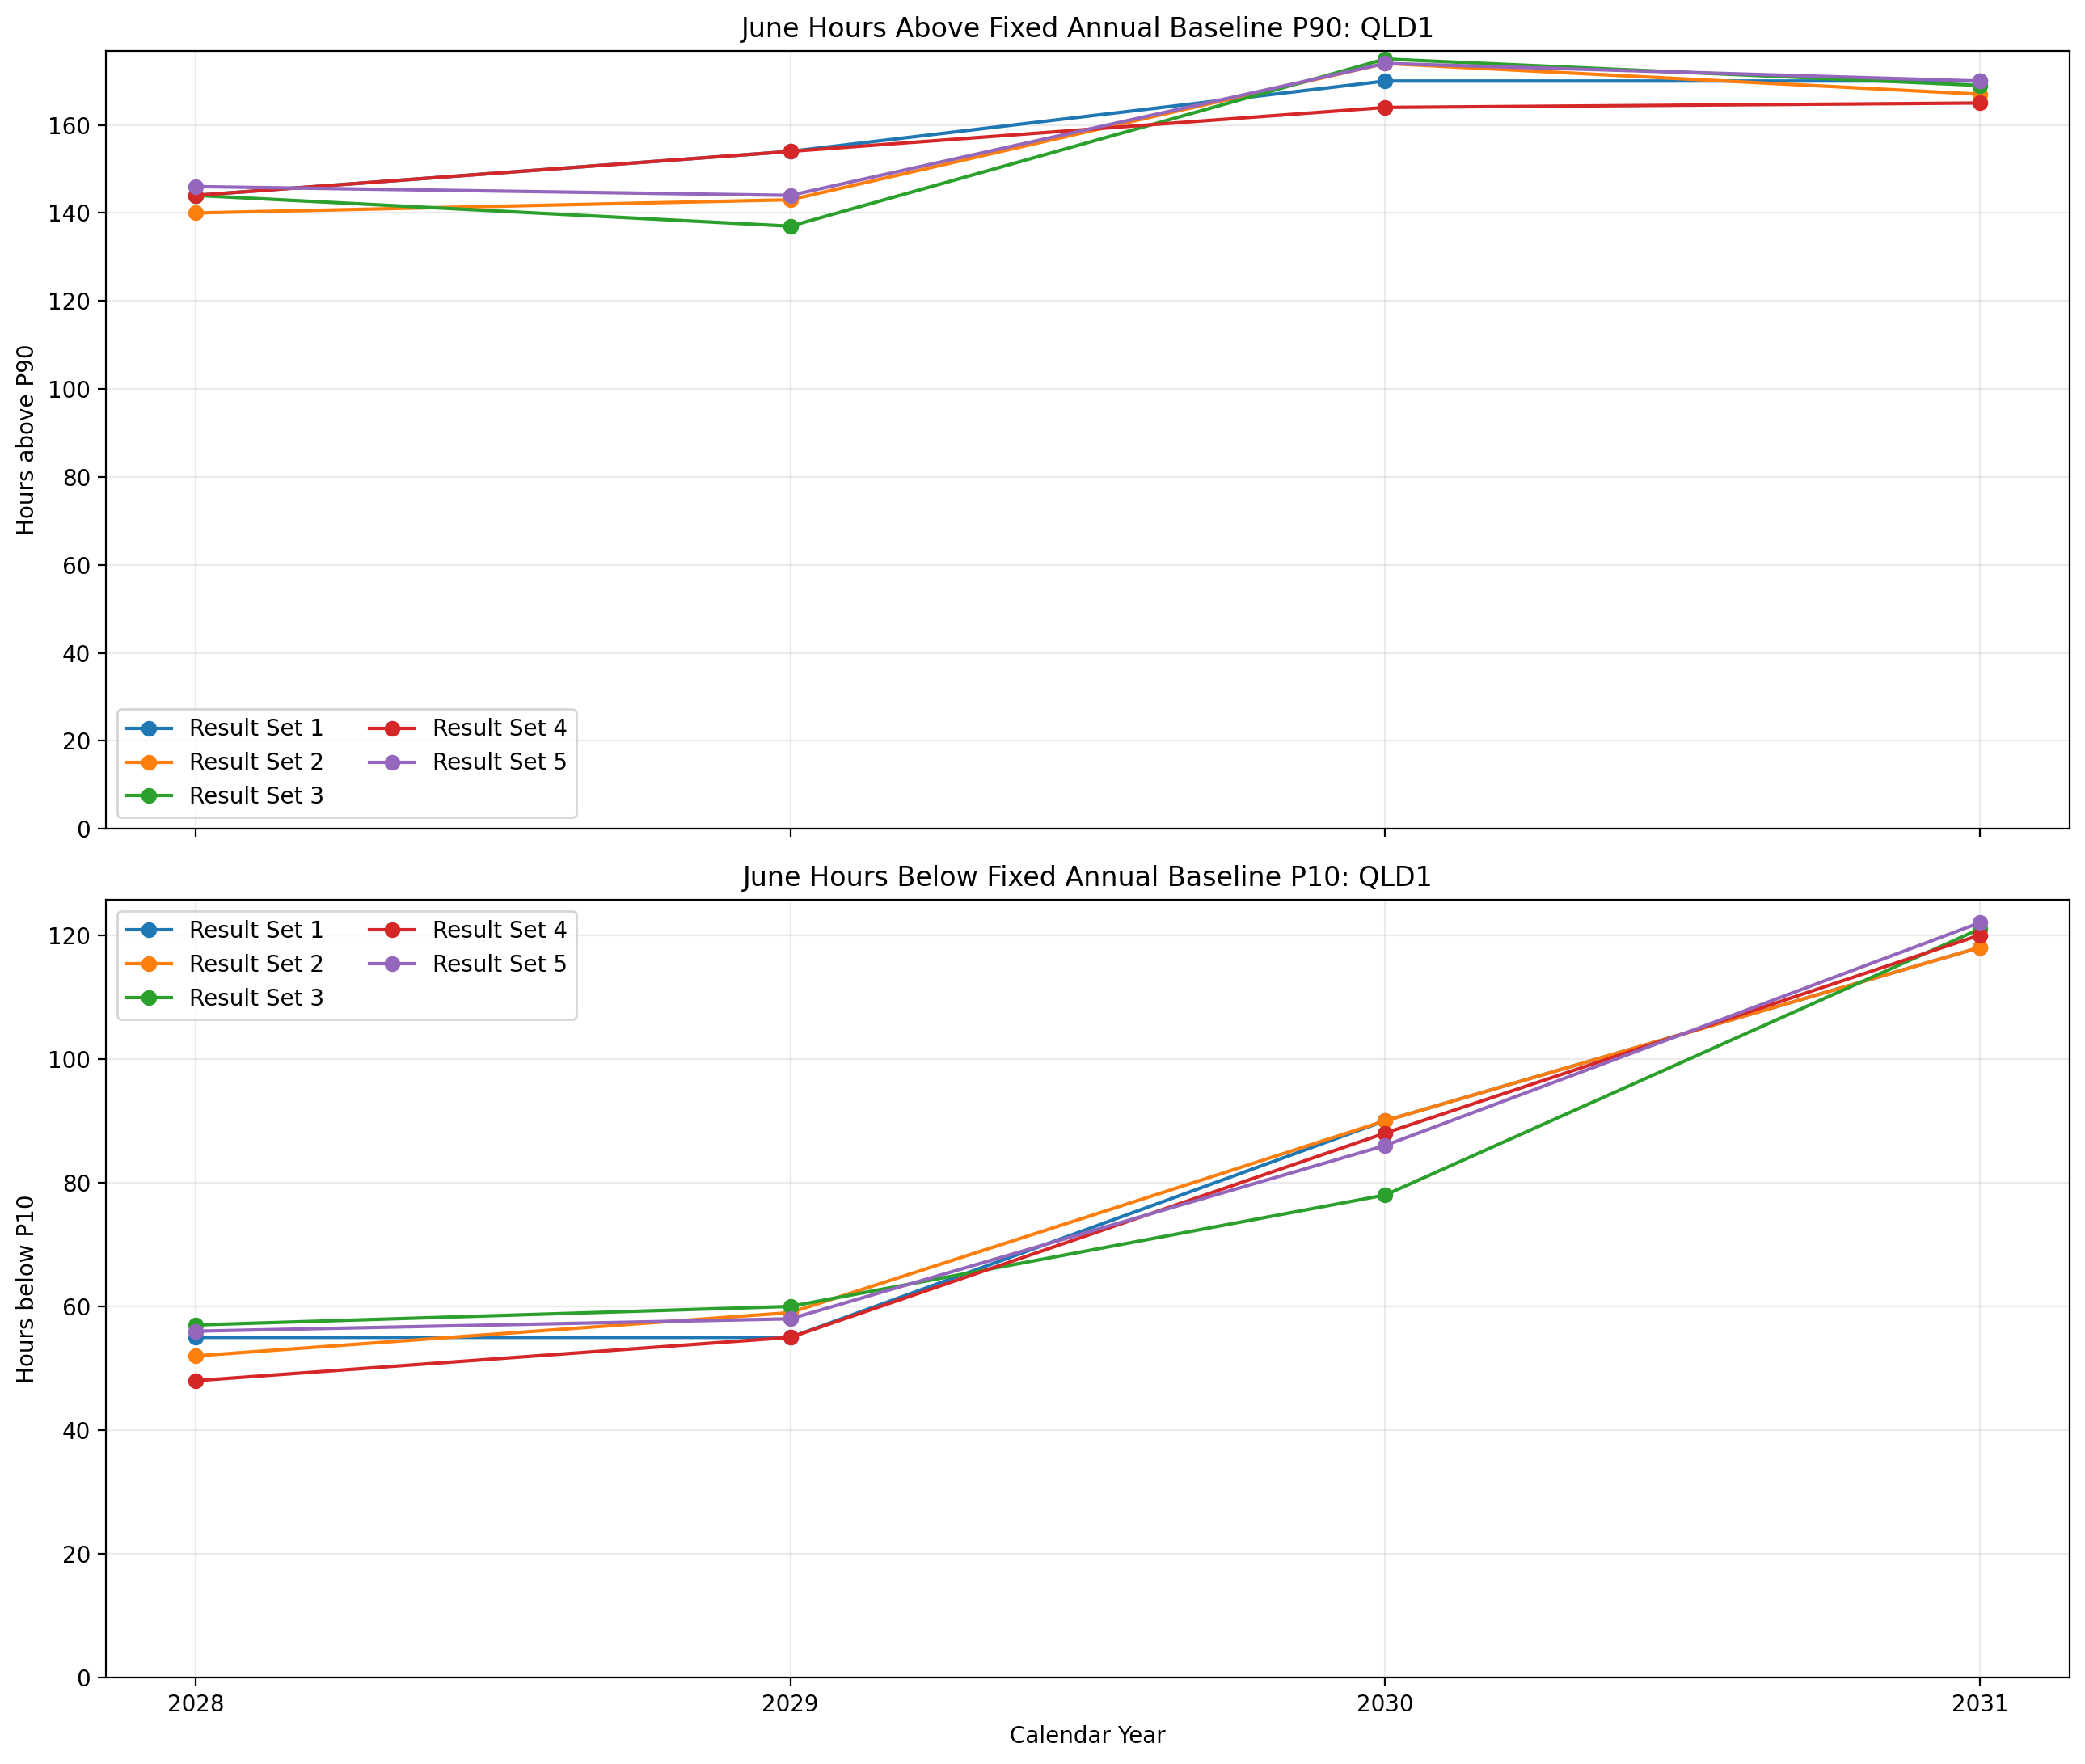 June Hours Above Fixed Annual Baseline P90: QLD1
Hours above P90
160
140
120
100
80
60
40
20
0
Result Set 1
Result Set 2
Result Set 3
Result Set 4
Result Set 5
June Hours Below Fixed Annual Baseline P10: QLD1
Hours below P10
120
100
80
60
40
20
0
Result Set 1
Result Set 2
Result Set 3
Result Set 4
Result Set 5
2028
2029
2030
2031
Calendar Year